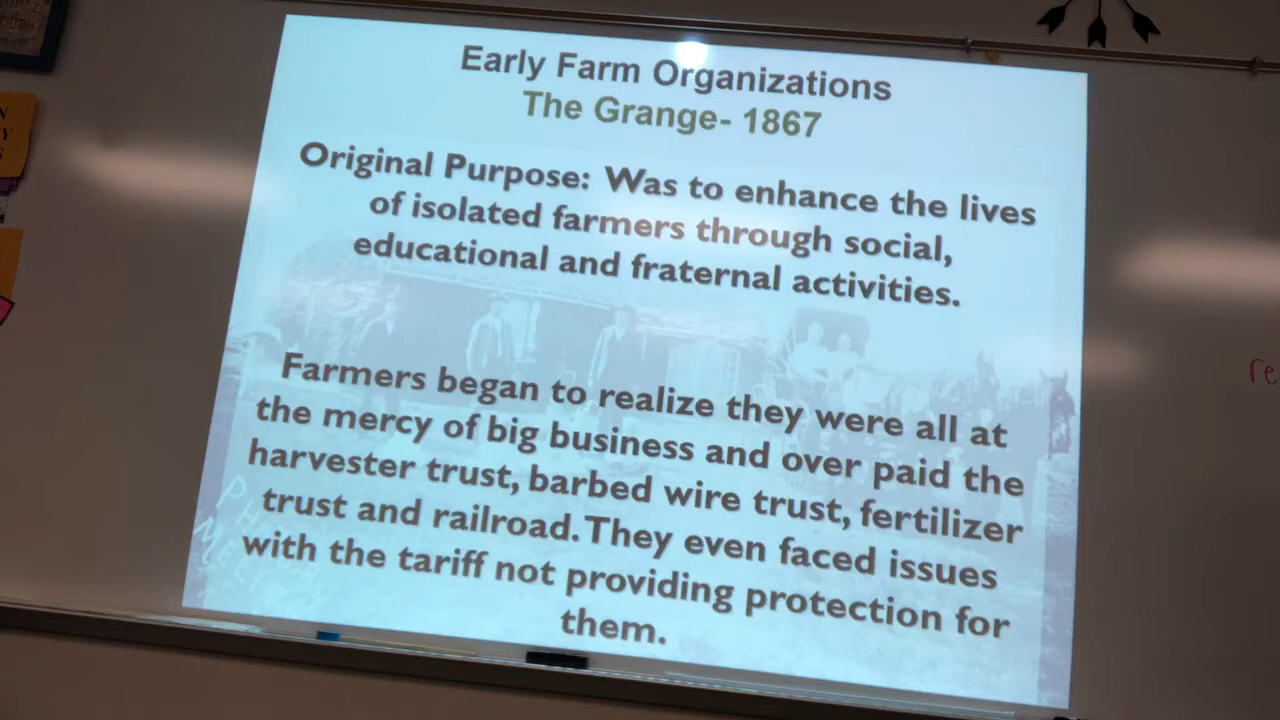 Early Farm Organizations
The Grange- 1867
Original Purpose: Was to enhance the lives
of isolated farmers through social,
educational and fraternal activities.
Farmers began to realize they were all at
the mercy of big business and over paid the
harvester trust, barbed wire trust, fertilizer
trust and railroad. They even faced issues
with the tariff not providing protection for
them.
re
N
Y